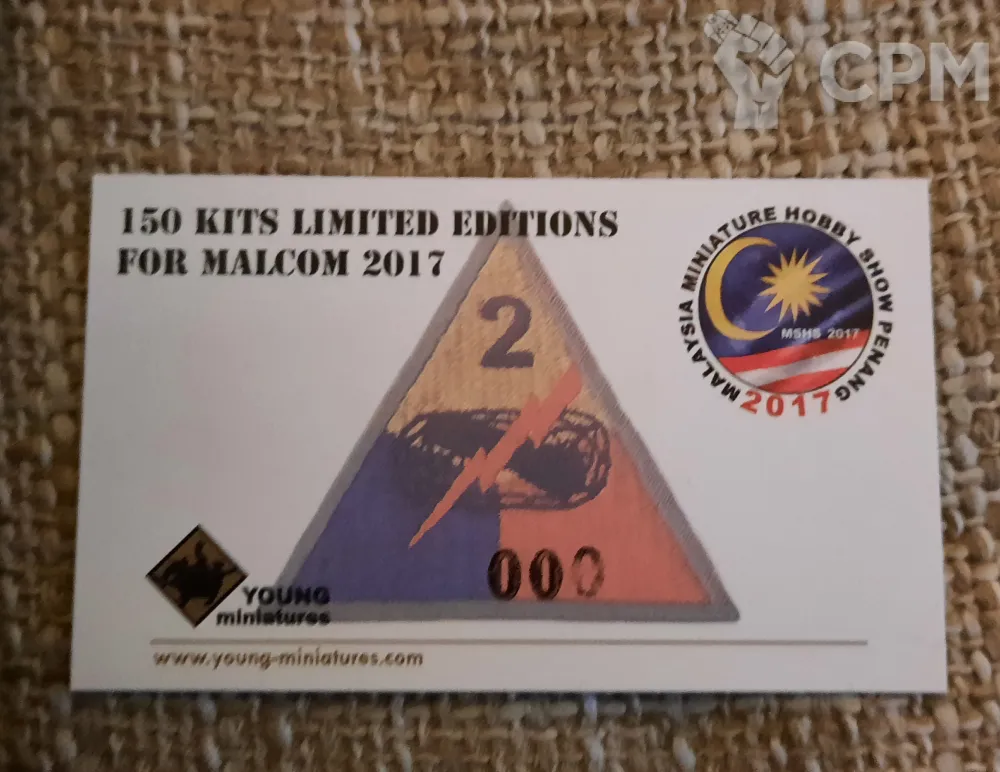 CPM
150 KITS LIMITED EDITIONS
FOR MALCOM 2017
MALAYSIA MINIATURE HOBBY SHOW PENANG
MSHS 2017
2017
2
000
YOUNG
miniatures
www.young-miniatures.com